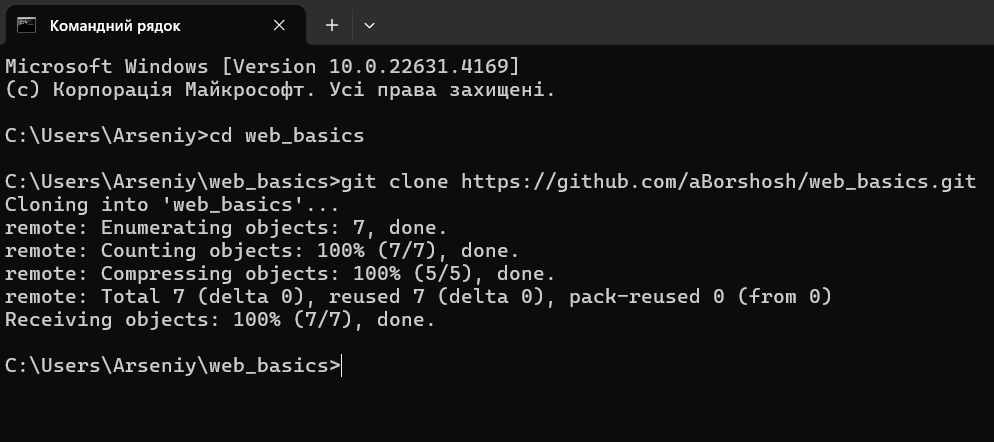 Командний рядок
Microsoft Windows [Version 10.0.22631.4169]
(c) Корпорація Майкрософт. Усі права захищені.
C:\Users\Arseniy>cd web_basics
C:\Users\Arseniy\web_basics>git clone https://github.com/aBorshosh/web_basics.git
Cloning into 'web_basics'...
remote: Enumerating objects: 7, done.
remote: Counting objects: 100% (7/7), done.
remote: Compressing objects: 100% (5/5), done.
remote: Total 7 (delta 0), reused 7 (delta 0), pack-reused 0 (from 0)
Receiving objects: 100% (7/7), done.
C:\Users\Arseniy\web_basics>